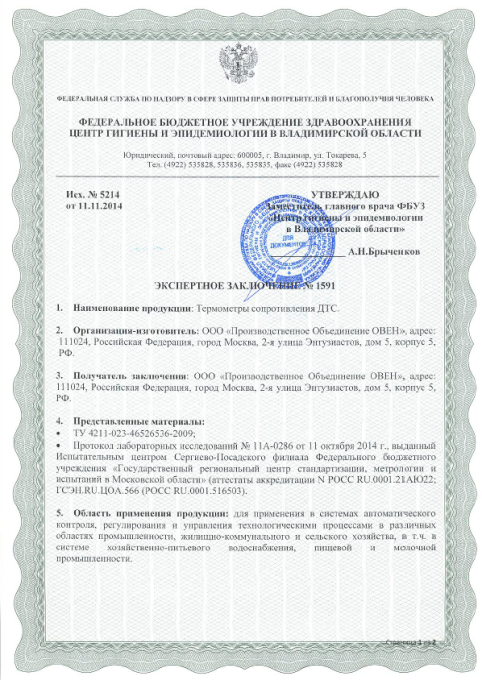 ФЕДЕРАЛЬНАЯ СЛУЖБА ПО НАДЗОРУ В СФЕРЕ ЗАЩИТЫ ПРАВ ПОТРЕБИТЕЛЕЙ И БЛАГОПОЛУЧИЯ ЧЕЛОВЕКА
ФЕДЕРАЛЬНОЕ БЮДЖЕТНОЕ УЧРЕЖДЕНИЕ ЗДРАВООХРАНЕНИЯ
ЦЕНТР ГИГИЕНЫ И ЭПИДЕМИОЛОГИИ В ВЛАДИМИРСКОЙ ОБЛАСТИ
Юридический, почтовый адрес: 600005, г. Владимир, ул. Токарева, 5
Тел. (4922) 535828, 535836, 535835, факс (4922) 535828
Исх. № 5214
от 11.11.2014
УТВЕРЖДАЮ
Заместитель главного врача ФБУЗ
«Центр гигиены и эпидемиологии
в Владимирской области»
ДЛЯ
ДОКУМЕНТОВ
А.Н.Брыченков
ЭКСПЕРТНОЕ ЗАКЛЮЧЕНИЕ № 1591
1. Наименование продукции: Термометры сопротивления ДТС.
2. Организация-изготовитель: ООО «Производственное Объединение ОВЕН», адрес:
111024, Российская Федерация, город Москва, 2-я улица Энтузиастов, дом 5, корпус 5,
РФ.
3. Получатель заключения: ООО «Производственное Объединение ОВЕН», адрес:
111024, Российская Федерация, город Москва, 2-я улица Энтузиастов, дом 5, корпус 5,
РФ.
4. Представленные материалы:
• ТУ 4211-023-46526536-2009;
• Протокол лабораторных исследований № 11А-0286 от 11 октября 2014 г., выданный
Испытательным центром Сергиево-Посадского филиала Федерального бюджетного
учреждения «Государственный региональный центр стандартизации, метрологии и
испытаний в Московской области» (аттестаты аккредитации N РОСС RU.0001.21АЮ22;
ГСЭН.RU.ЦОА.566 (РОСС RU.0001.516503).
5. Область применения продукции: для применения в системах автоматического
контроля, регулирования и управления технологическими процессами в различных
областях промышленности, жилищно-коммунального и сельского хозяйства, в т.ч. в
системе хозяйственно-питьевого водоснабжения, пищевой и молочной
промышленности.
Страница 1 из 2